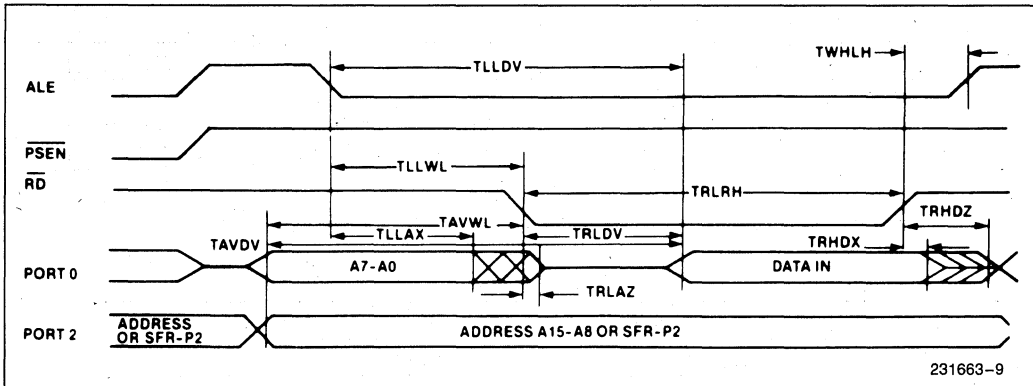 TWHLH
TLLDV
ALE
PSEN
TLLWL
RD
TRLRH
TAVWL
TRHDZ
TLLAX
TRLDV
TAVDV
TRHDX
PORT 0
A7-A0
DATA IN
TRLAZ
PORT 2
ADDRESS
OR SFR-P2
ADDRESS A15-A8 OR SFR-P2
231663-9